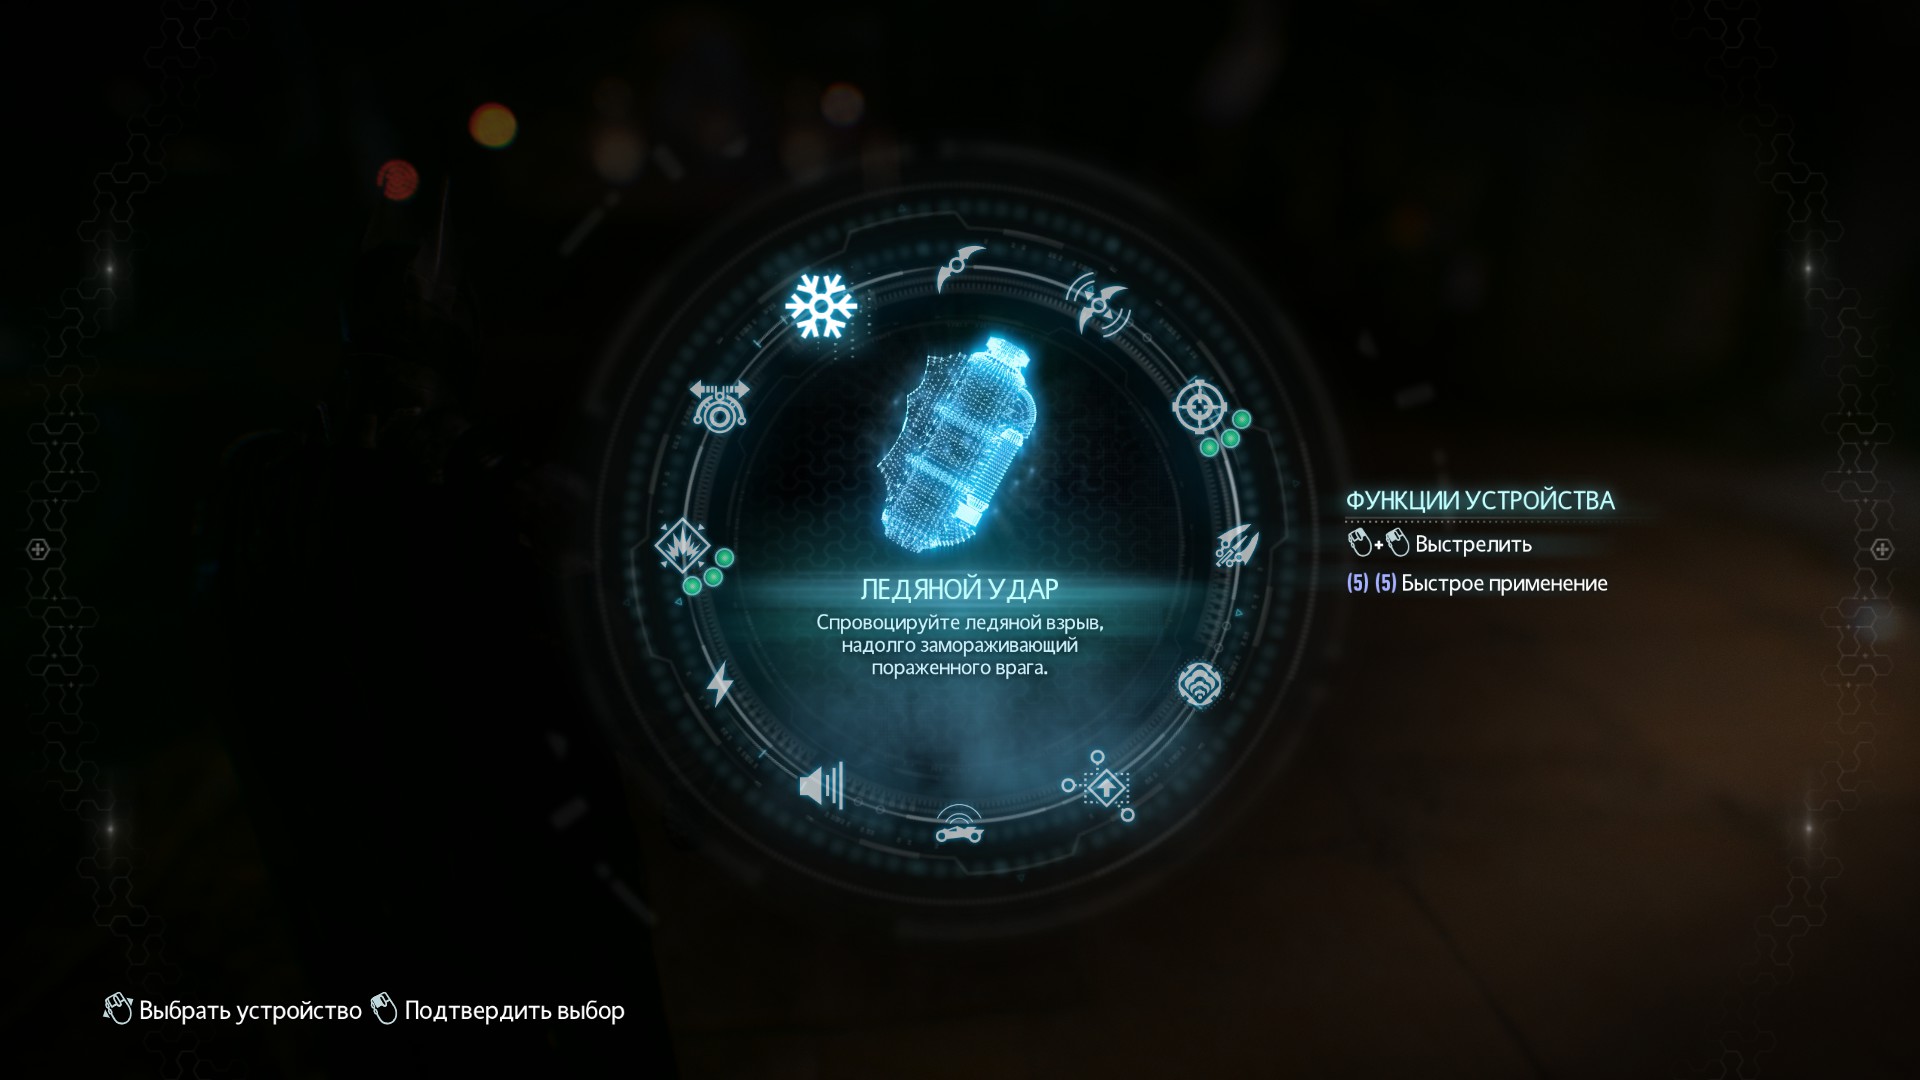 ЛЕДЯНОЙ УДАР
Спровоцируйте ледяной взрыв,
надолго замораживающий
пораженного врага.
ФУНКЦИИ УСТРОЙСТВА
+ Выстрелить
(5) (5) Быстрое применение
Выбрать устройство Подтвердить выбор